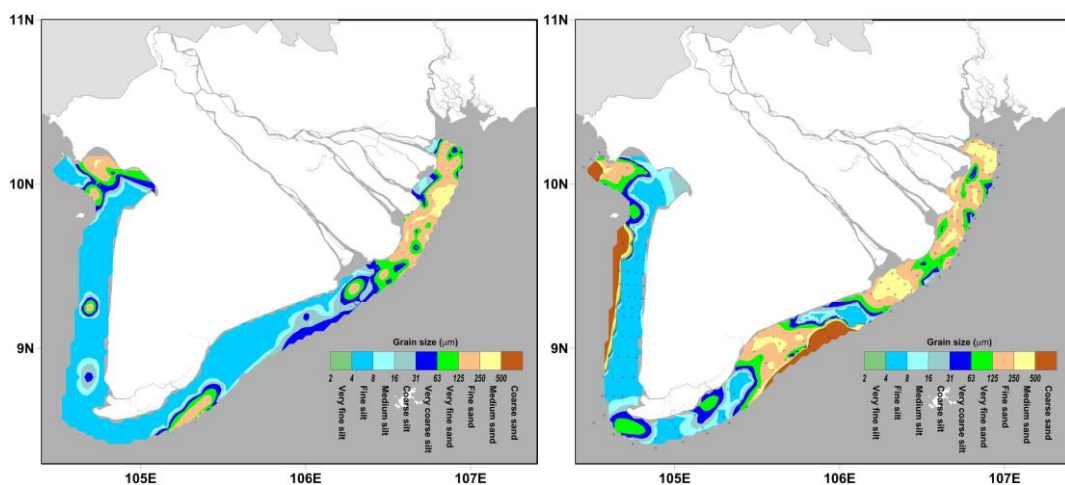 11N
10N
9N
105E
106E
107E
Grain size (µm)
2 4 8 16 31 63 125 250 500
Very fine silt
Fine silt
Medium silt
Coarse silt
Very coarse silt
Very fine sand
Fine sand
Medium sand
Coarse sand
11N
10N
9N
105E
106E
107E
Grain size (µm)
2 4 8 16 31 63 125 250 500
Very fine silt
Fine silt
Medium silt
Coarse silt
Very coarse silt
Very fine sand
Fine sand
Medium sand
Coarse sand